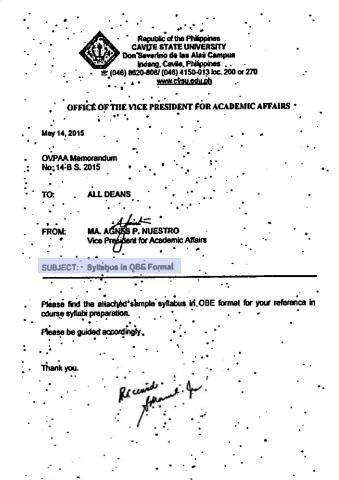 Republic of the Philippines
CAVITE STATE UNIVERSITY
Don Severino de las Alas Campus
Indang, Cavite, Philippines
☎ (046) 8620-806/ (046) 4150-013 loc. 200 or 270
www.cvsu.edu.ph
OFFICE OF THE VICE PRESIDENT FOR ACADEMIC AFFAIRS
May 14, 2015
OVPAA Memorandum
No: 14-B S. 2015
TO: ALL DEANS
FROM: MA. AGNES P. NUESTRO
Vice President for Academic Affairs
SUBJECT: Syllabus in OBE Format
Please find the attached sample syllabus in OBE format for your reference in
course syllabi preparation.
Please be guided accordingly.
Thank you.
Received